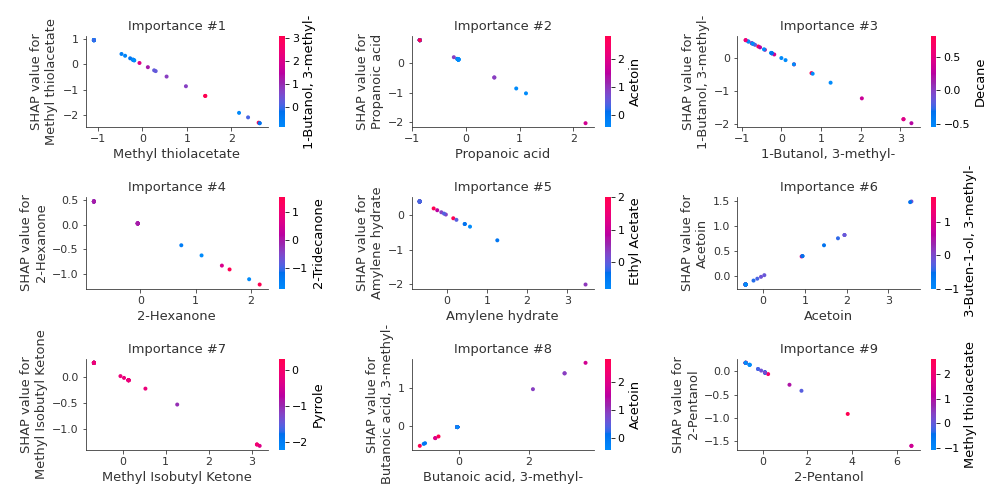 Importance #1
SHAP value for
Methyl thiolacetate
1
0
−1
−2
−1
0
1
2
Methyl thiolacetate
3
2
1
0
1-Butanol, 3-methyl-
Importance #2
SHAP value for
Propanoic acid
0
−1
−2
−1
0
1
2
Propanoic acid
2
1
0
Acetoin
Importance #3
SHAP value for
1-Butanol, 3-methyl-
0
−1
−2
−1
0
1
2
3
1-Butanol, 3-methyl-
0.5
0.0
−0.5
Decane
Importance #4
SHAP value for
2-Hexanone
0.5
0.0
−0.5
−1.0
0
1
2
2-Hexanone
1
0
−1
2-Tridecanone
Importance #5
SHAP value for
Amylene hydrate
0
−1
−2
0
1
2
3
Amylene hydrate
2
1
0
Ethyl Acetate
Importance #6
SHAP value for
Acetoin
1.5
1.0
0.5
0.0
0
1
2
3
Acetoin
1
0
−1
3-Buten-1-ol, 3-methyl-
Importance #7
SHAP value for
Methyl Isobutyl Ketone
0.0
−0.5
−1.0
0
1
2
3
Methyl Isobutyl Ketone
0
−1
−2
Pyrrole
Importance #8
SHAP value for
Butanoic acid, 3-methyl-
1
0
0
2
Butanoic acid, 3-methyl-
2
1
0
Acetoin
Importance #9
SHAP value for
2-Pentanol
0.0
−0.5
−1.0
−1.5
0
2
4
6
2-Pentanol
2
1
0
−1
Methyl thiolacetate